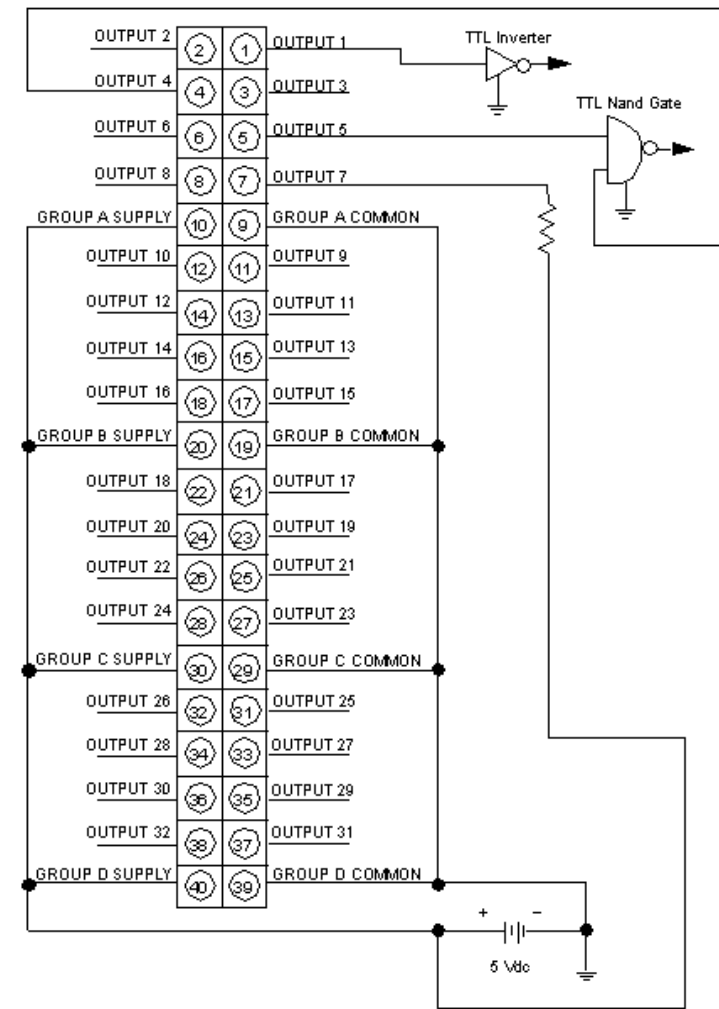 OUTPUT 2 2 1 OUTPUT 1 TTL Inverter
OUTPUT 4 4 3 OUTPUT 3
TTL Nand Gate
OUTPUT 6 6 5 OUTPUT 5
OUTPUT 8 8 7 OUTPUT 7
GROUP A SUPPLY 10 9 GROUP A COMMON
OUTPUT 10 12 11 OUTPUT 9
OUTPUT 12 14 13 OUTPUT 11
OUTPUT 14 16 15 OUTPUT 13
OUTPUT 16 18 17 OUTPUT 15
GROUP B SUPPLY 20 19 GROUP B COMMON
OUTPUT 18 22 21 OUTPUT 17
OUTPUT 20 24 23 OUTPUT 19
OUTPUT 22 26 25 OUTPUT 21
OUTPUT 24 28 27 OUTPUT 23
GROUP C SUPPLY 30 29 GROUP C COMMON
OUTPUT 26 32 31 OUTPUT 25
OUTPUT 28 34 33 OUTPUT 27
OUTPUT 30 36 35 OUTPUT 29
OUTPUT 32 38 37 OUTPUT 31
GROUP D SUPPLY 40 39 GROUP D COMMON
+ −
5 Vdc